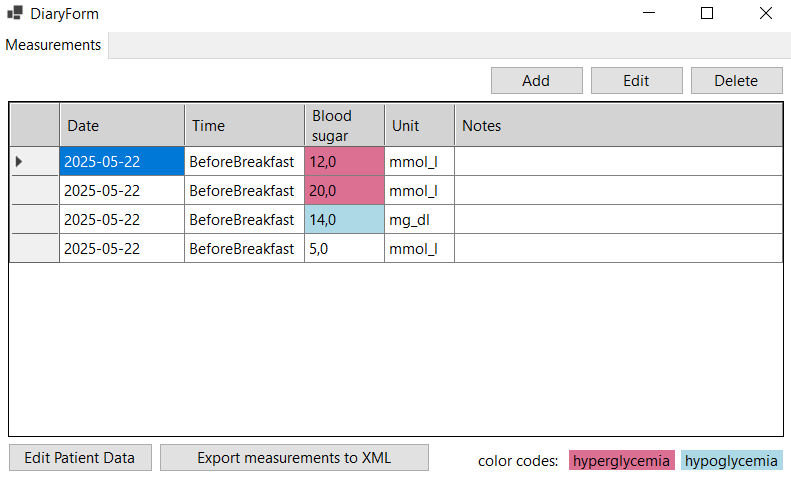 DiaryForm
Measurements
Add Edit Delete
Date Time Blood sugar Unit Notes
2025-05-22 BeforeBreakfast 12,0 mmol_l
2025-05-22 BeforeBreakfast 20,0 mmol_l
2025-05-22 BeforeBreakfast 14,0 mg_dl
2025-05-22 BeforeBreakfast 5,0 mmol_l
Edit Patient Data Export measurements to XML color codes: hyperglycemia hypoglycemia